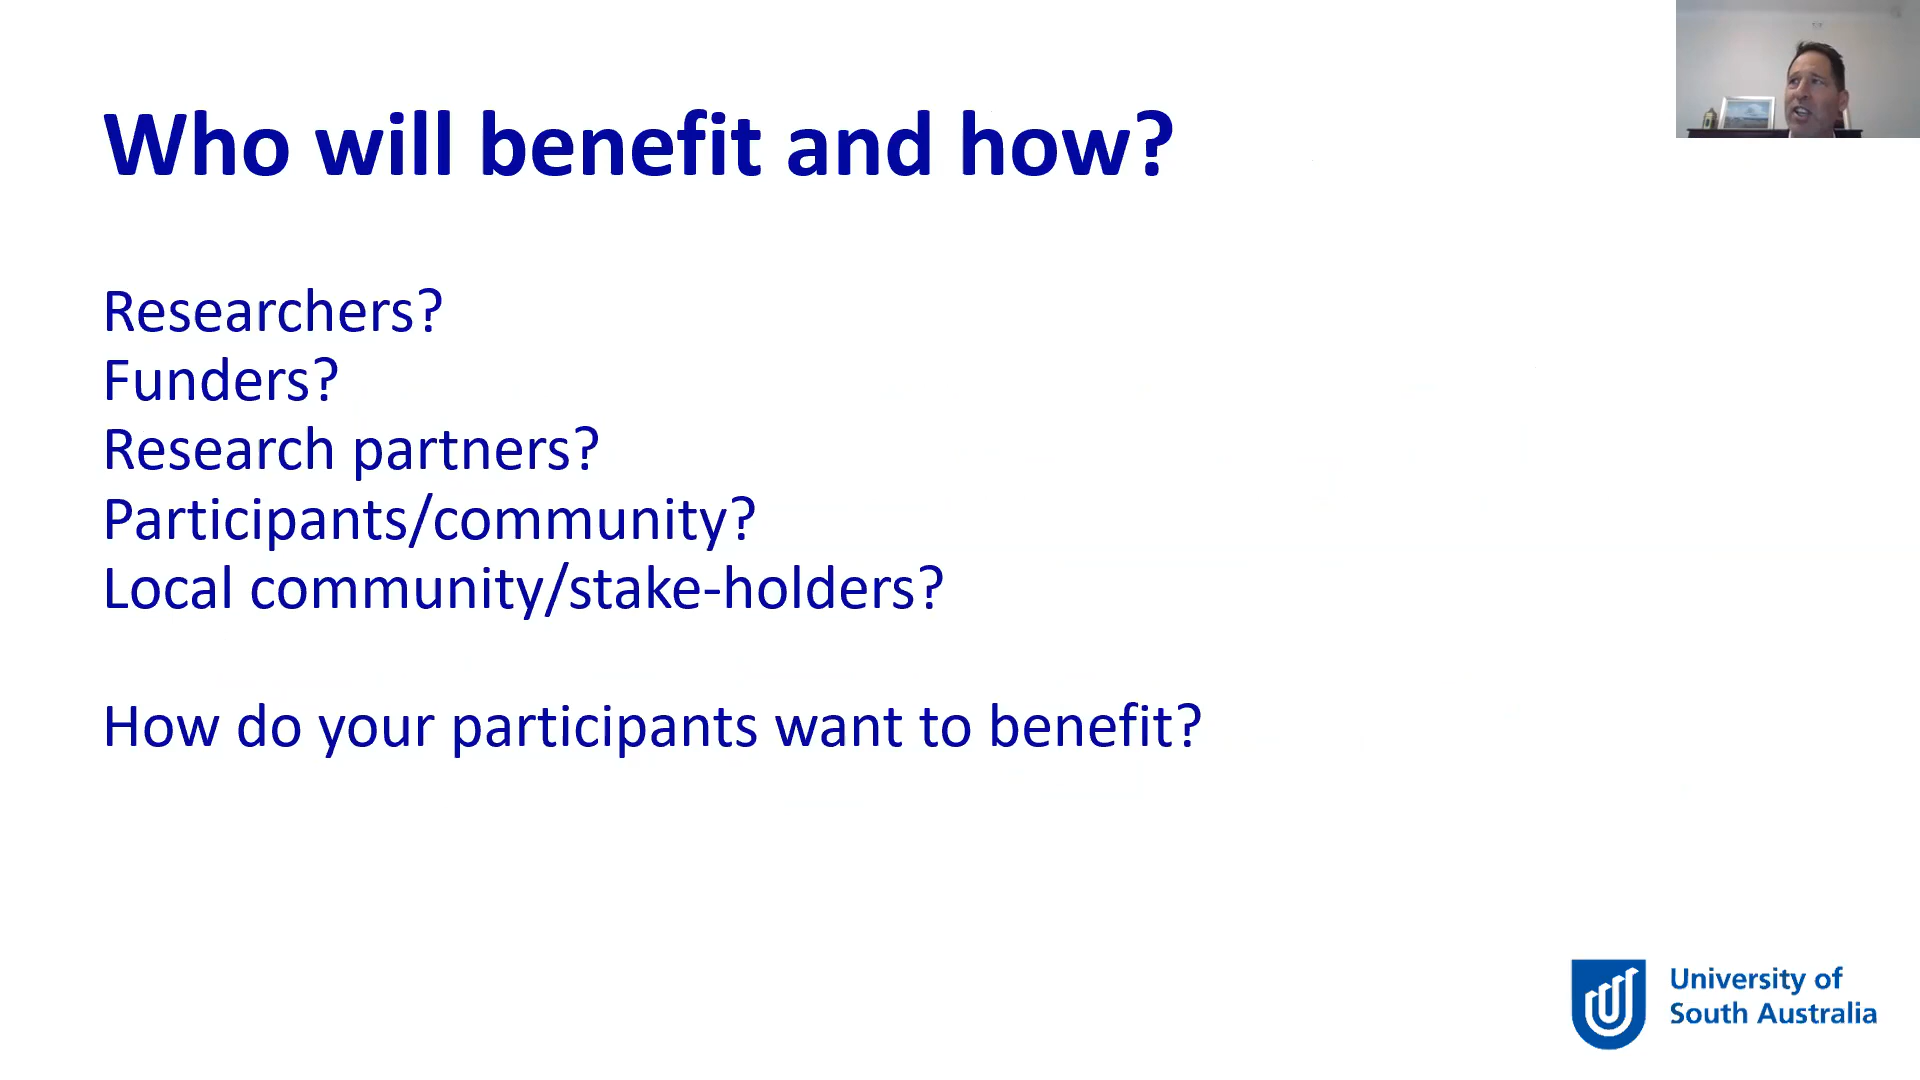 Who will benefit and how?
Researchers?
Funders?
Research partners?
Participants/community?
Local community/stake-holders?
How do your participants want to benefit?
University of
South Australia